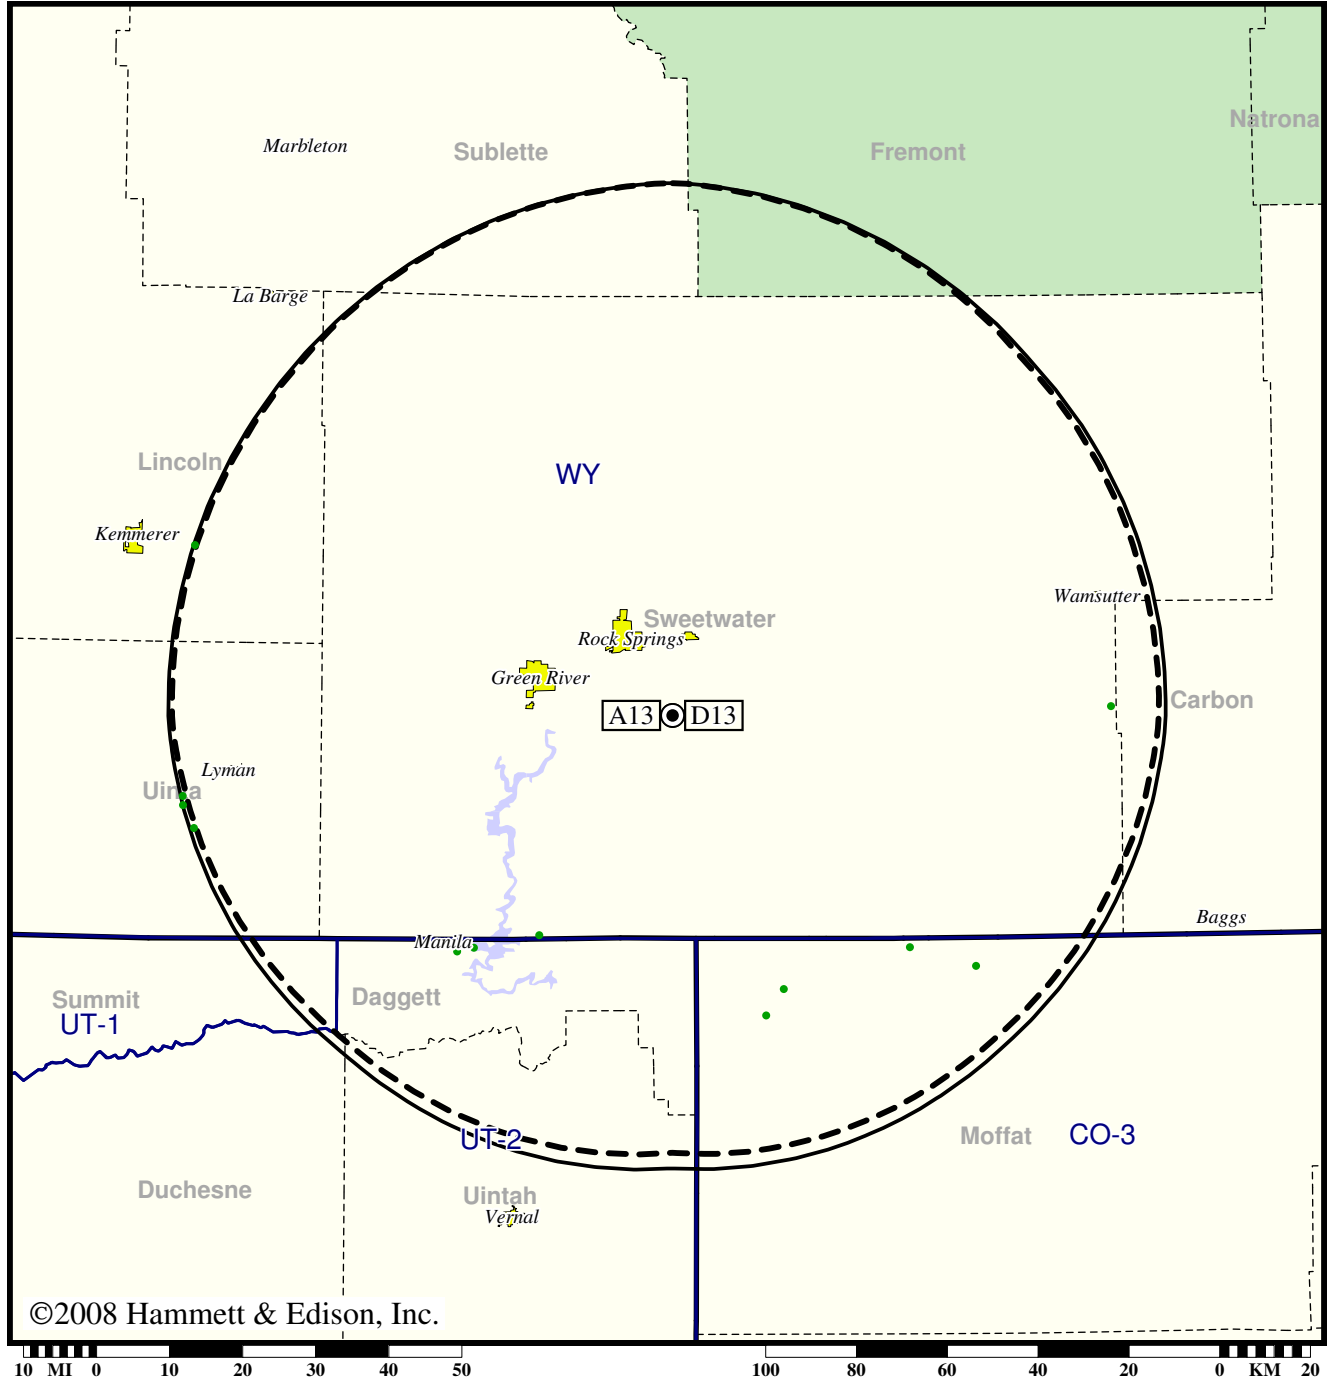 Natrona
Marbleton
Sublette
Fremont
La Barge
Lincoln
WY
Kemmerer
Wamsutter
Sweetwater
Rock Springs
Green River
Carbon
A13 D13
Lyman
Uinta
Baggs
Manila
Daggett
Summit
UT-1
UT-2
Moffat
CO-3
Duchesne
Uintah
Vernal
©2008 Hammett & Edison, Inc.
10 MI 0 10 20 30 40 50 100 80 60 40 20 0 KM 20